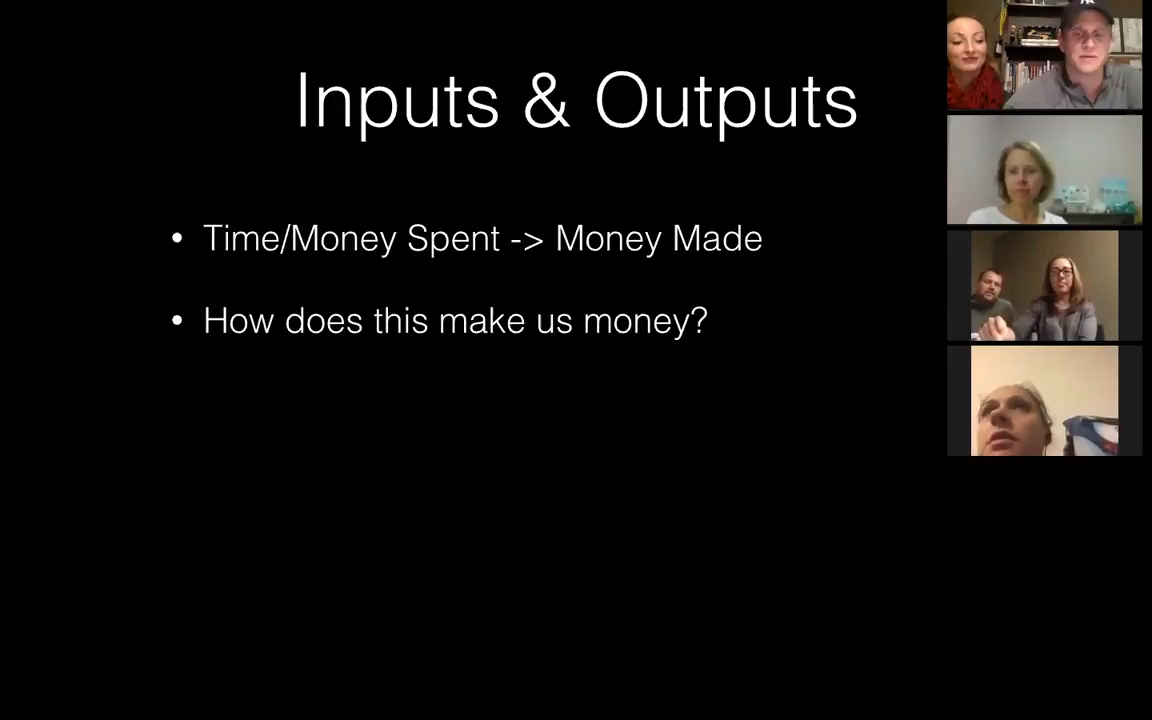 Inputs & Outputs
• Time/Money Spent -> Money Made
• How does this make us money?